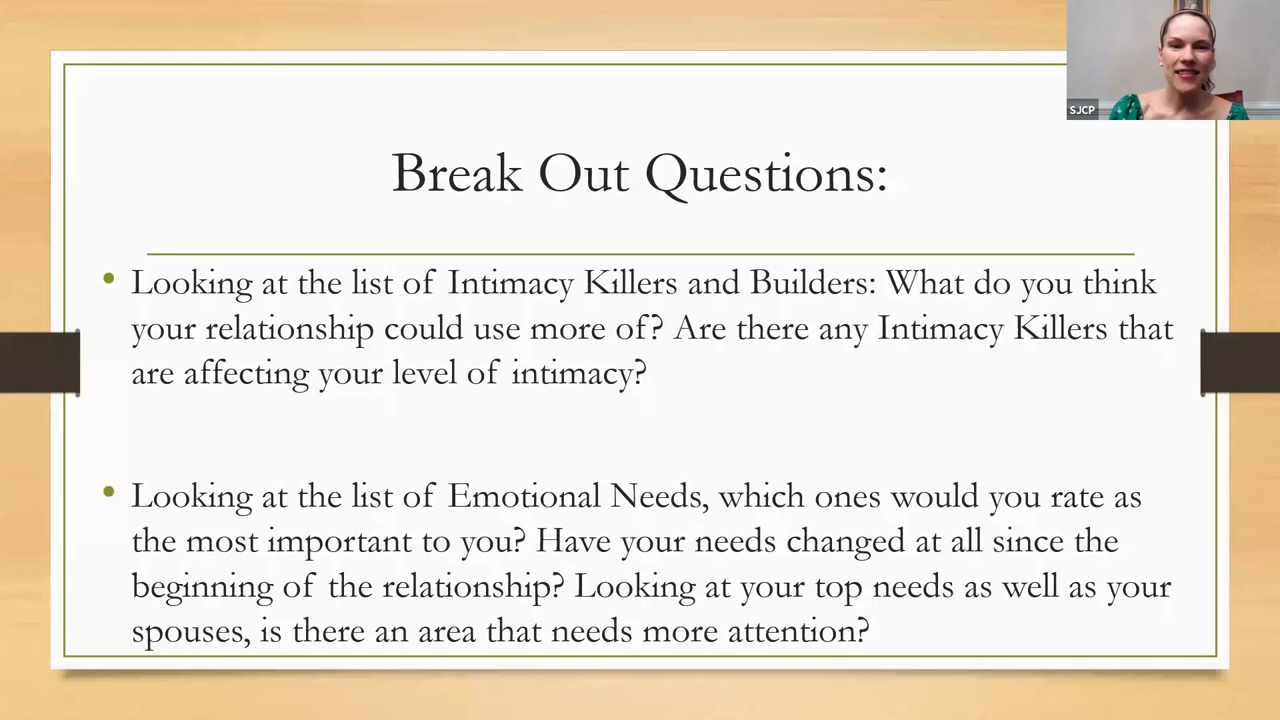 SJCP
Break Out Questions:
• Looking at the list of Intimacy Killers and Builders: What do you think
your relationship could use more of? Are there any Intimacy Killers that
are affecting your level of intimacy?
• Looking at the list of Emotional Needs, which ones would you rate as
the most important to you? Have your needs changed at all since the
beginning of the relationship? Looking at your top needs as well as your
spouses, is there an area that needs more attention?